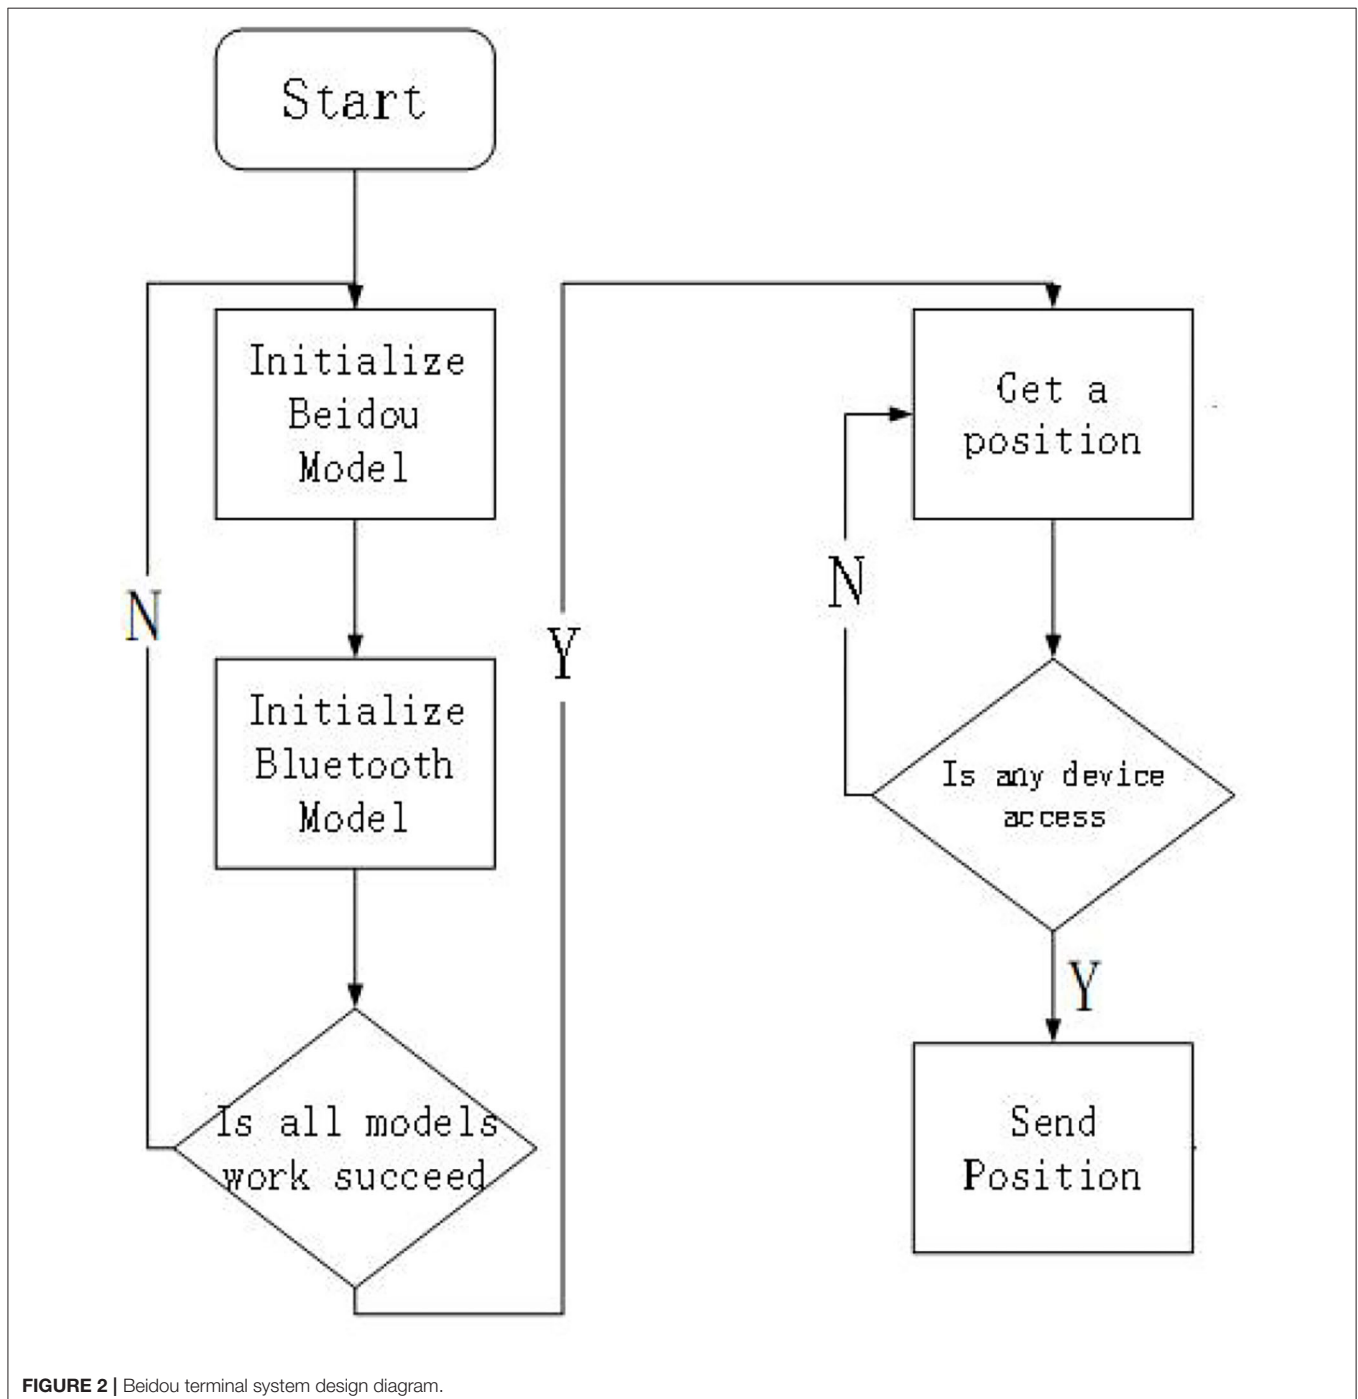 Start
Initialize
Beidou
Model
N
Initialize
Bluetooth
Model
Is all models
work succeed
Y
Get a
position
N
Is any device
access
Y
Send
Position
FIGURE 2 | Beidou terminal system design diagram.